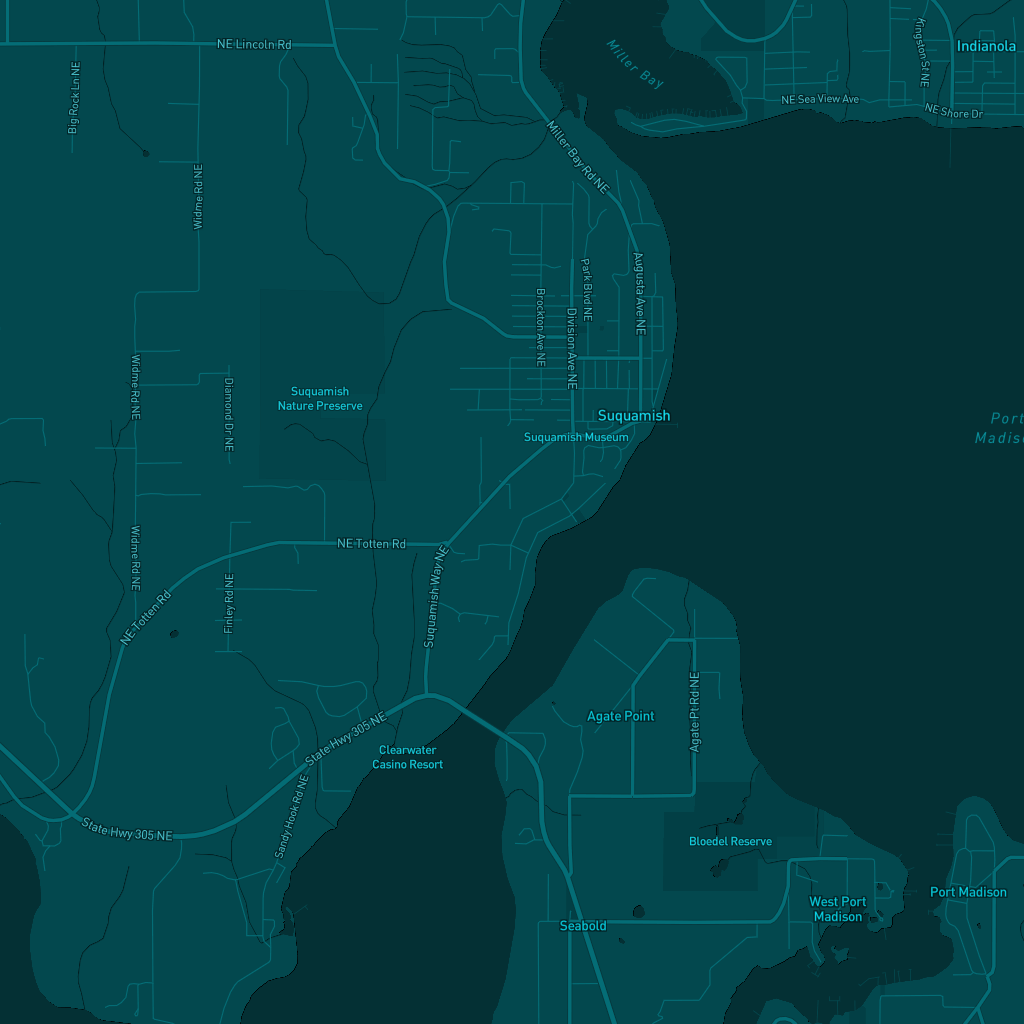 NE Lincoln Rd
Kingston St NE
Indianola
Miller Bay
Big Rock Ln NE
NE Sea View Ave
NE Shore Dr
Miller Bay Rd NE
Widme Rd NE
Park Blvd NE
Augusta Ave NE
Brockton Ave NE
Division Ave NE
Widme Rd NE
Diamond Dr NE
Suquamish
Nature Preserve
Suquamish
Port
Madiso
Suquamish Museum
Widme Rd NE
NE Totten Rd
Suquamish Way NE
Finley Rd NE
NE Totten Rd
Agate Pt Rd NE
Agate Point
State Hwy 305 NE
Clearwater
Casino Resort
Sandy Hook Rd NE
State Hwy 305 NE
Bloedel Reserve
Port Madison
West Port
Madison
Seabold